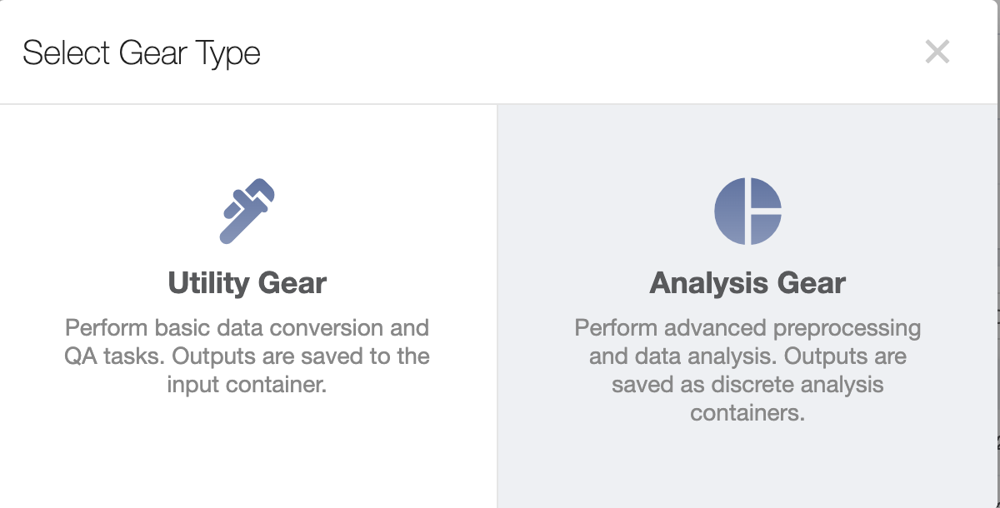 Select Gear Type
Utility Gear
Perform basic data conversion and
QA tasks. Outputs are saved to the
input container.
Analysis Gear
Perform advanced preprocessing
and data analysis. Outputs are
saved as discrete analysis
containers.